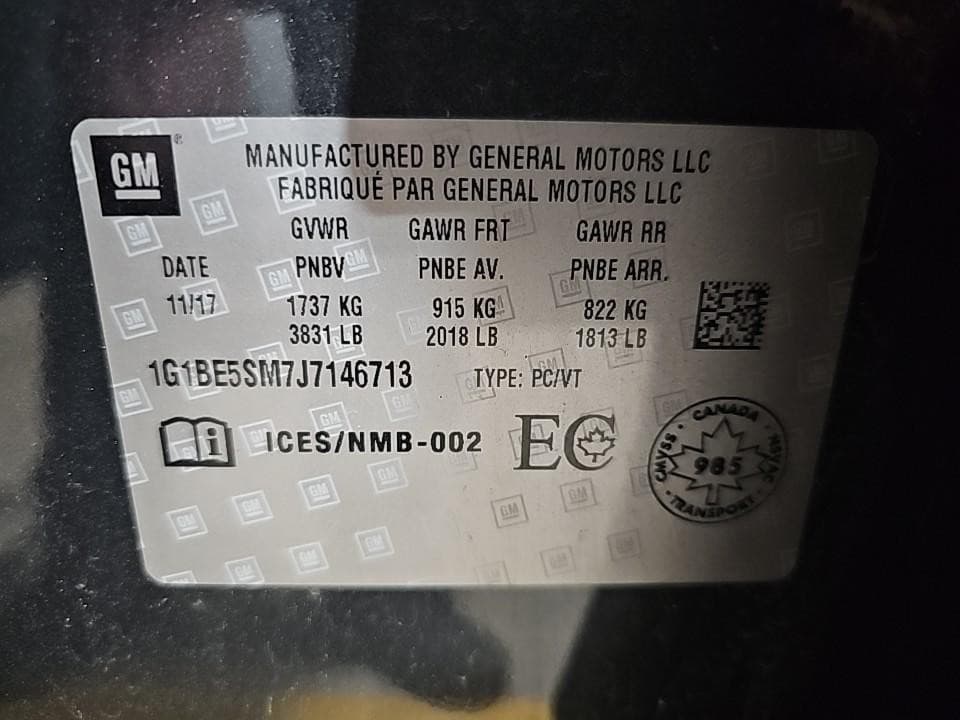 GM
MANUFACTURED BY GENERAL MOTORS LLC
FABRIQUÉ PAR GENERAL MOTORS LLC
GVWR GAWR FRT GAWR RR
DATE PNBV PNBE AV. PNBE ARR.
11/17 1737 KG 915 KG 822 KG
3831 LB 2018 LB 1813 LB
1G1BE5SM7J7146713 TYPE: PC/VT
i ICES/NMB-002 EC
CANADA
CMVSS 985 NSVAC
TRANSPORT